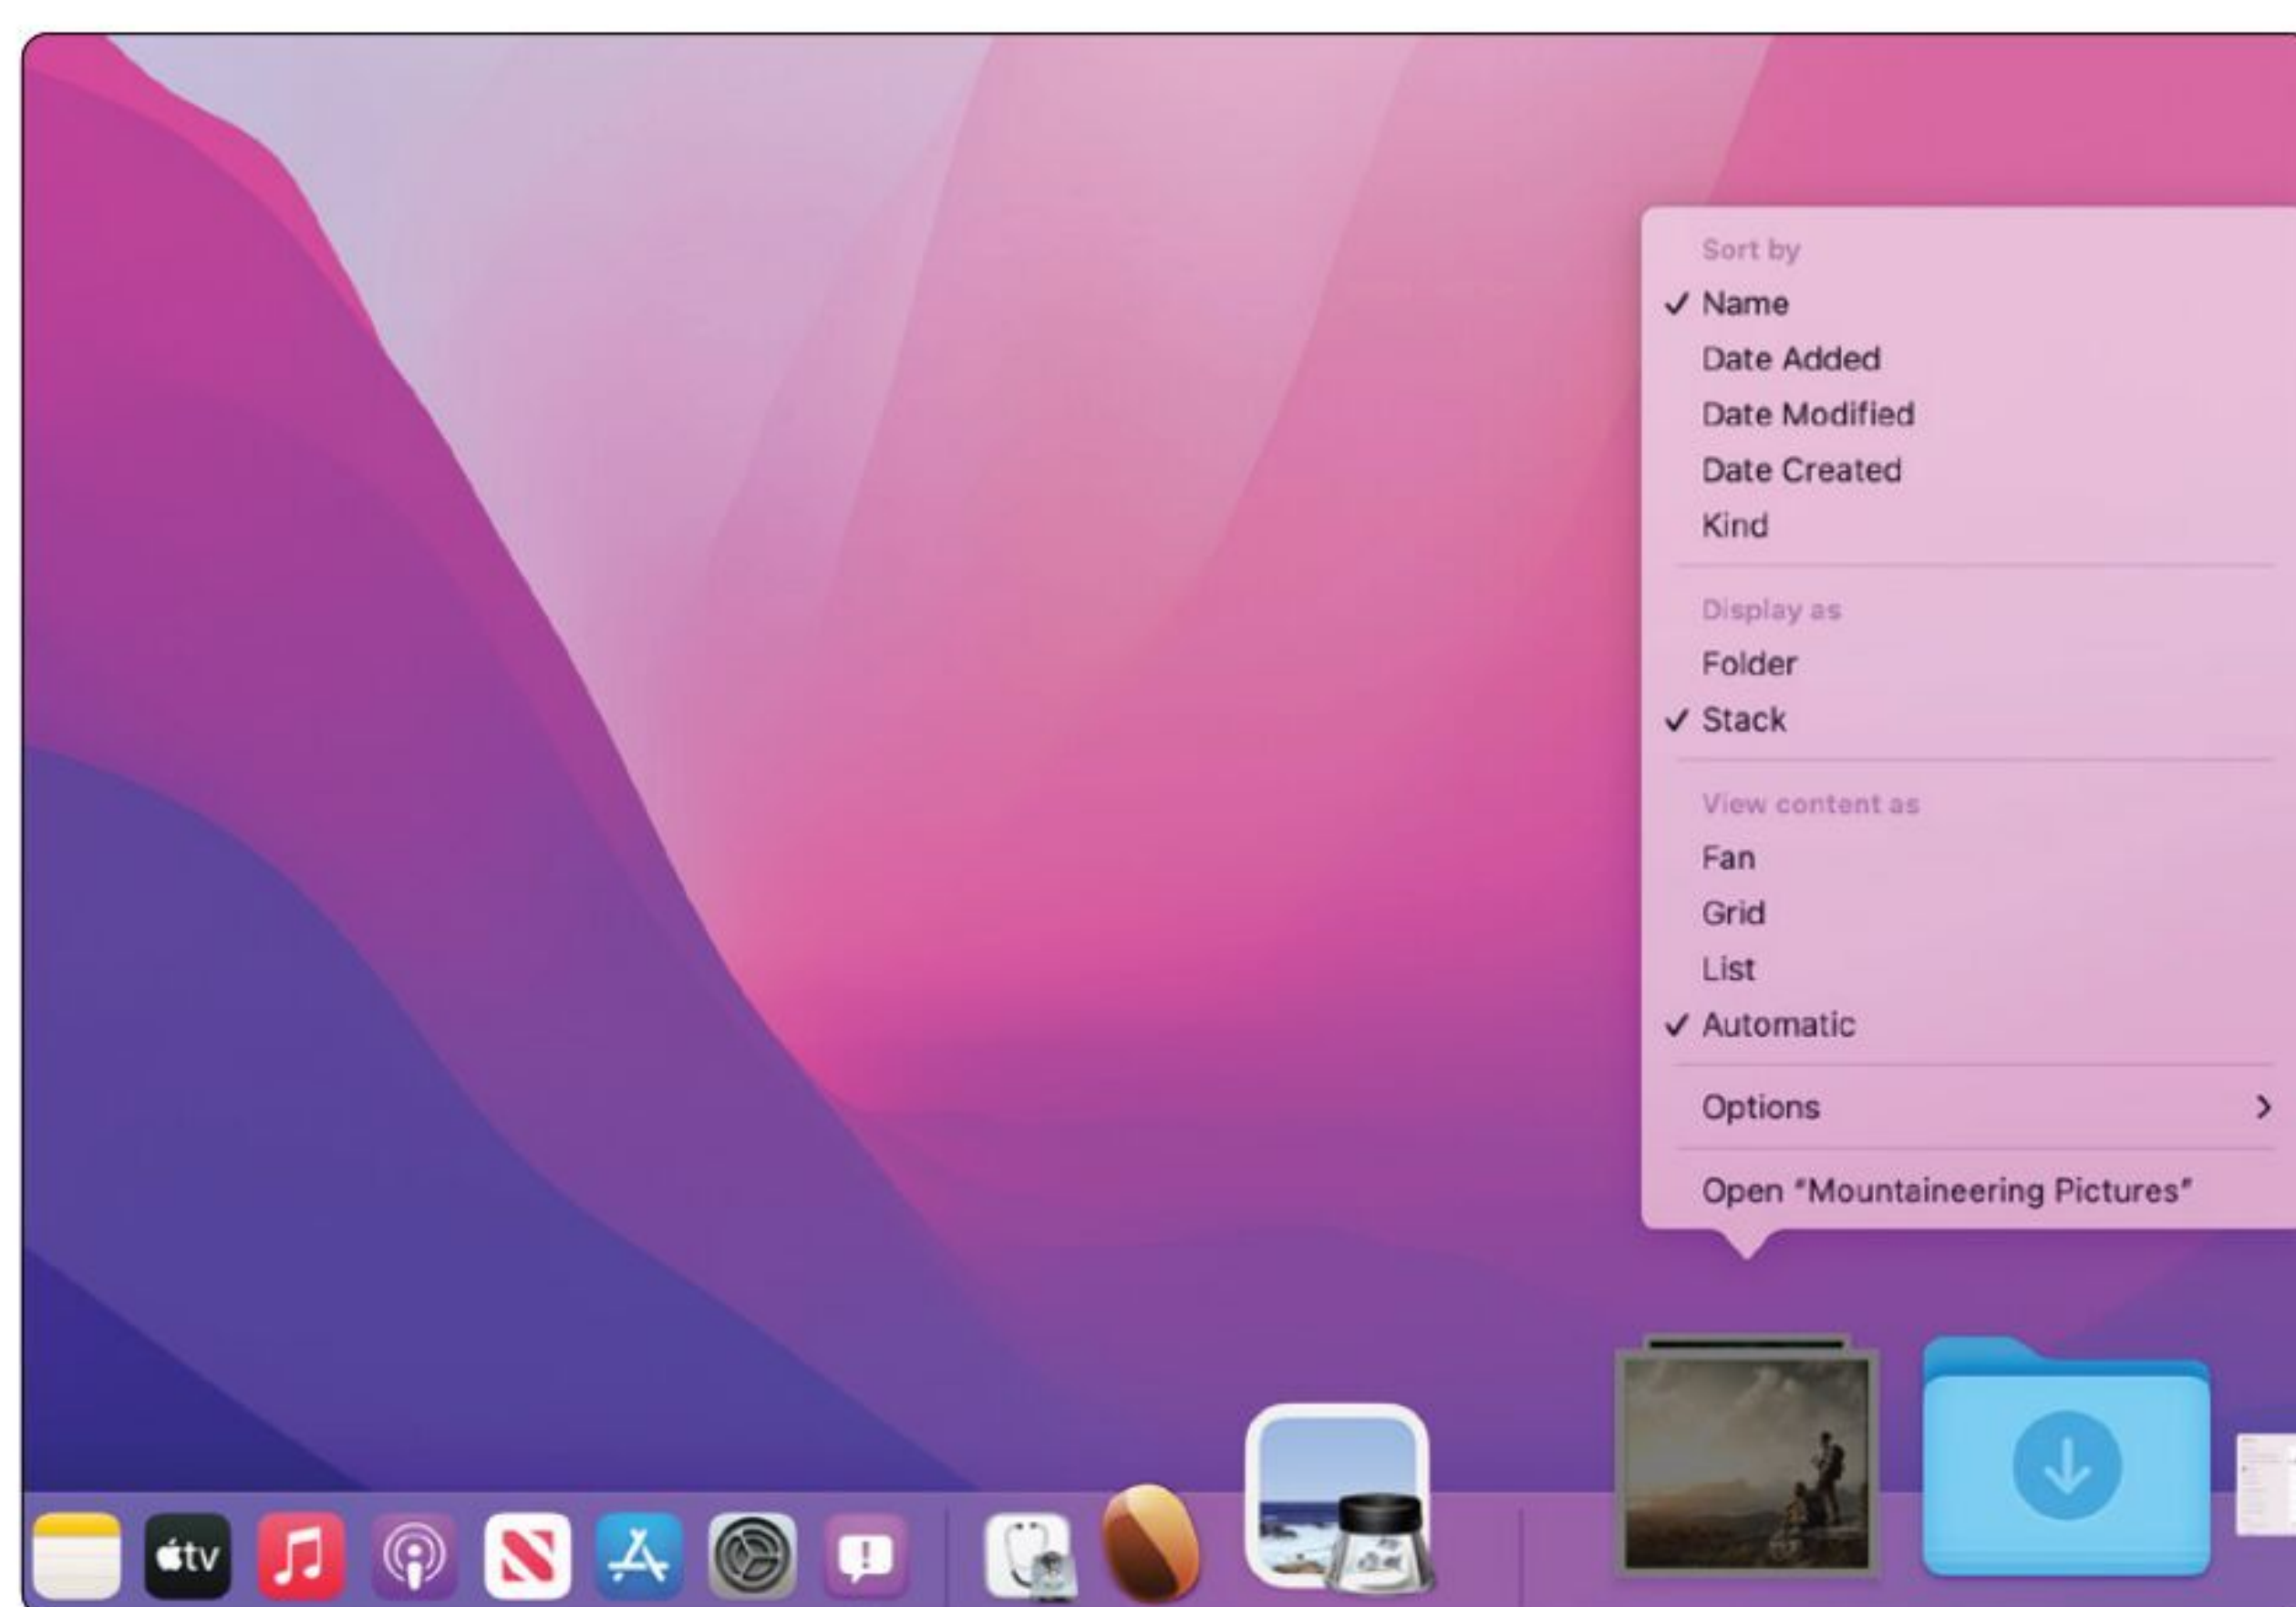 Sort by
✓ Name
Date Added
Date Modified
Date Created
Kind
Display as
Folder
✓ Stack
View content as
Fan
Grid
List
✓ Automatic
Options
Open “Mountaineering Pictures”
tv